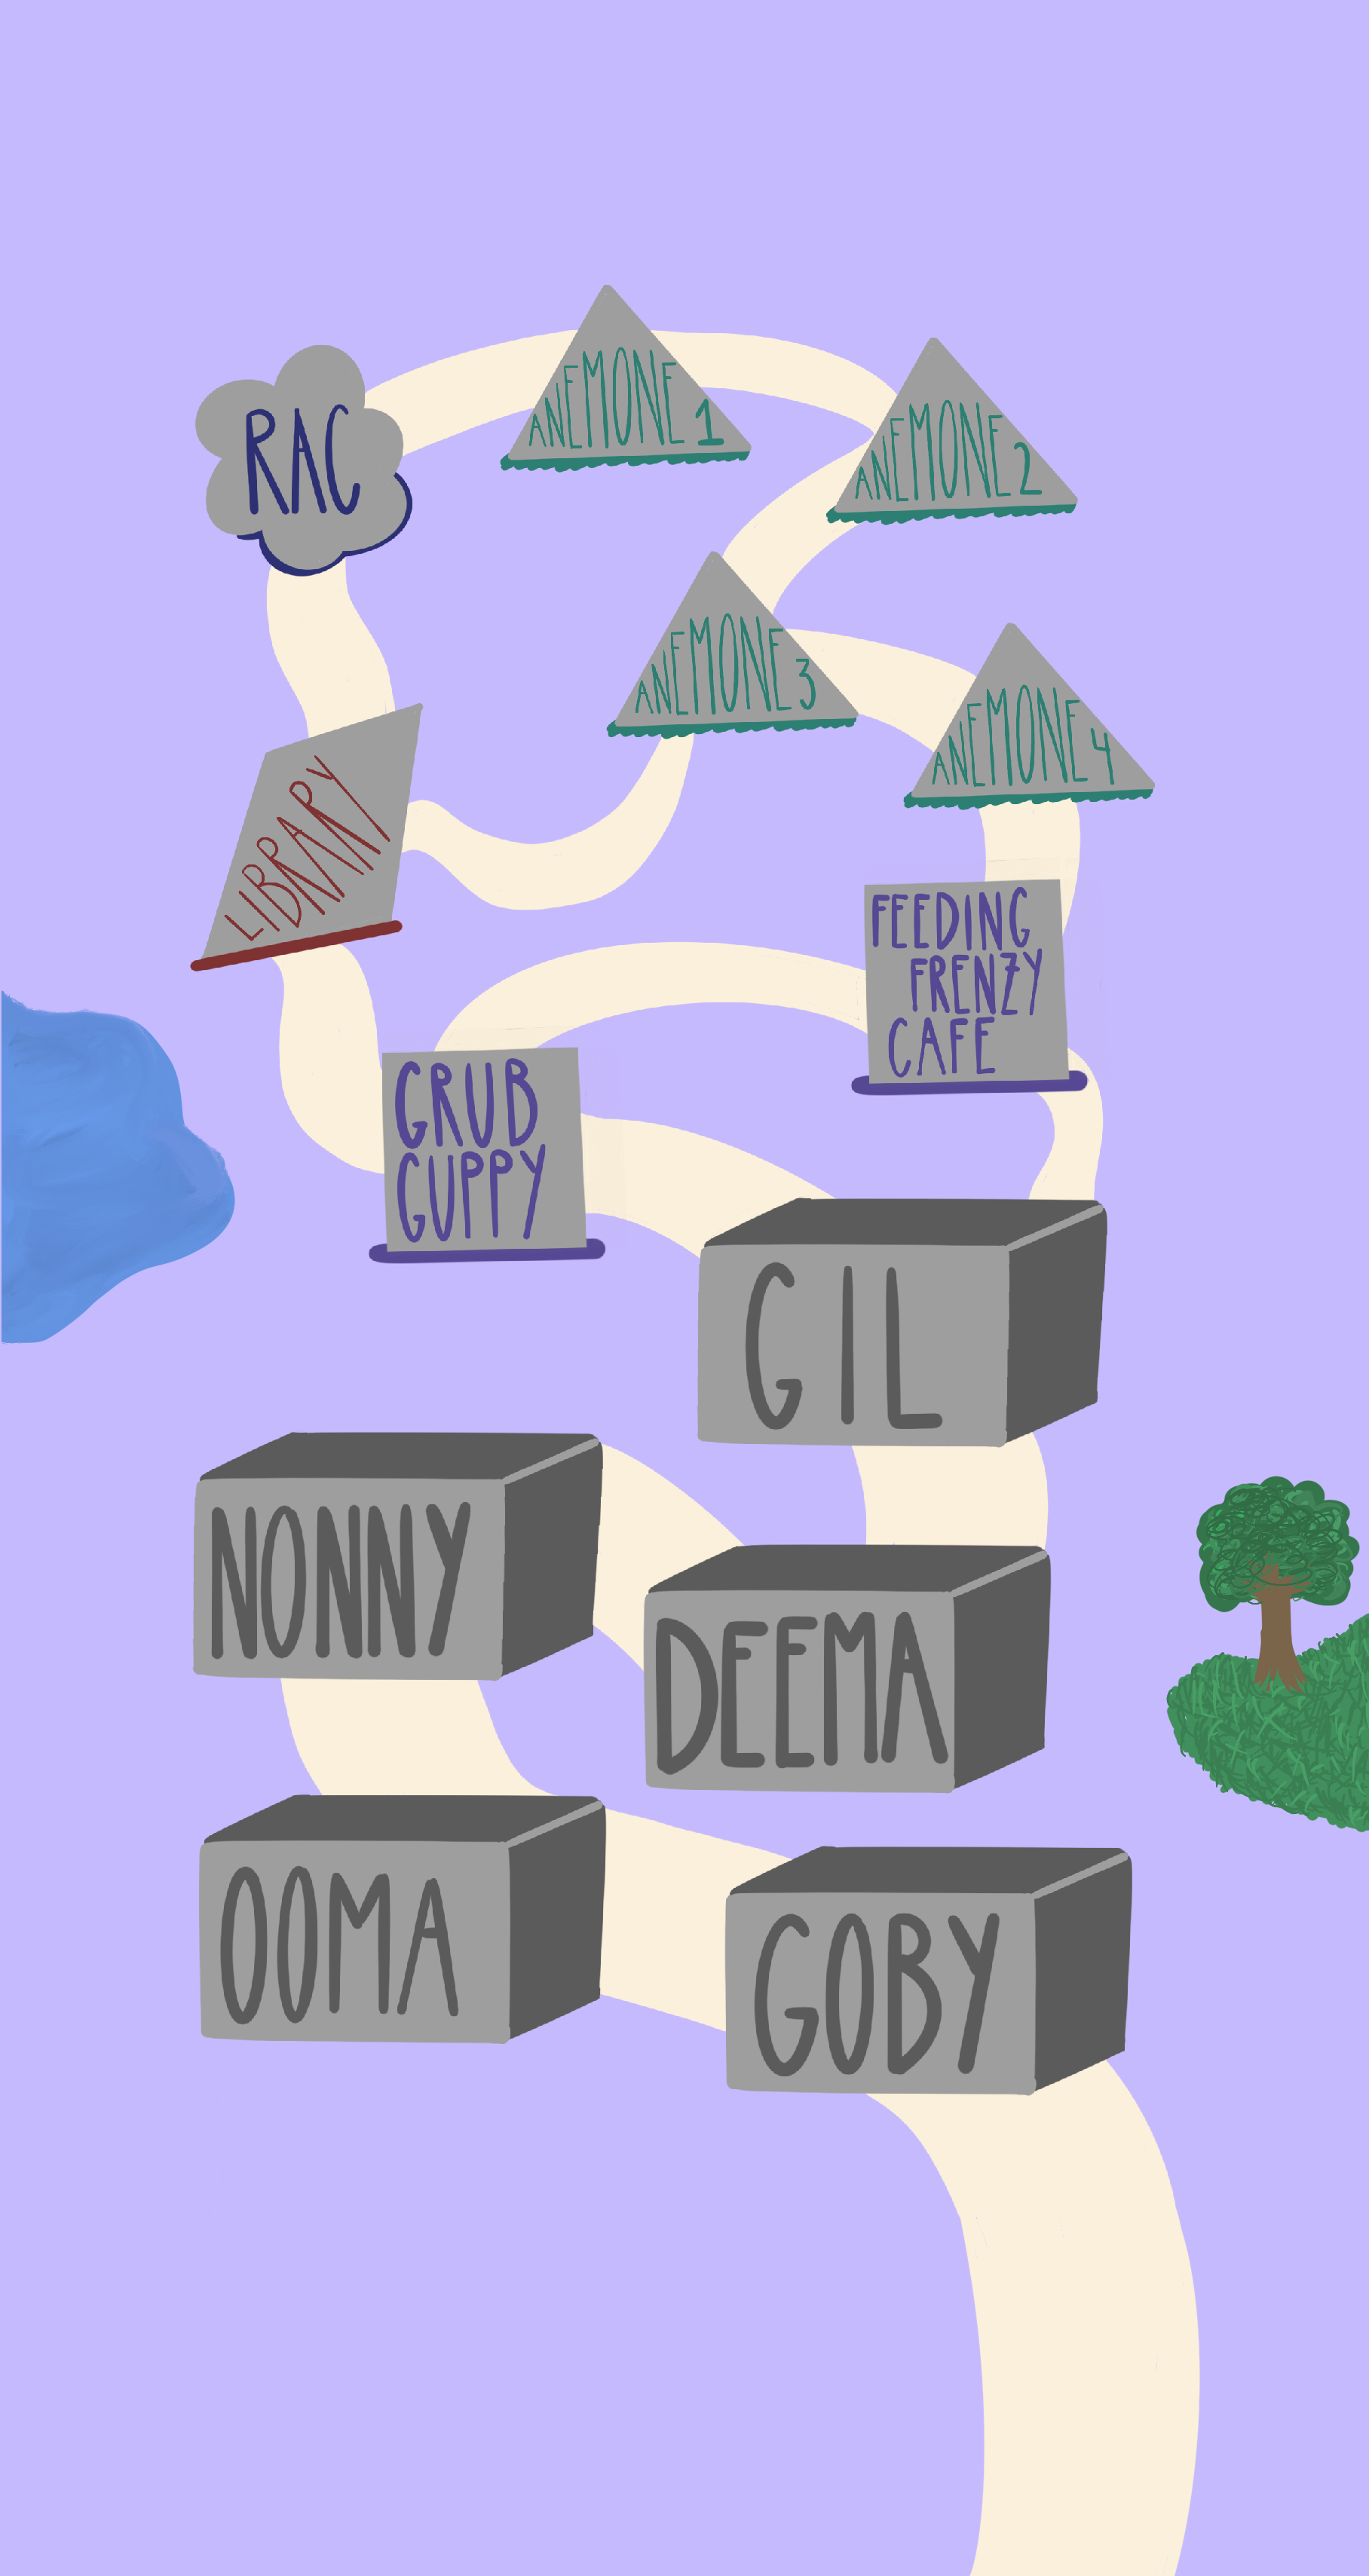 ANEMONE 1
RAC
ANEMONE 2
ANEMONE 3
ANEMONE 4
LIBRARY
FEEDING
FRENZY
CAFE
GRUB
GUPPY
GIL
NONNY
DEEMA
OOMA
GOBY